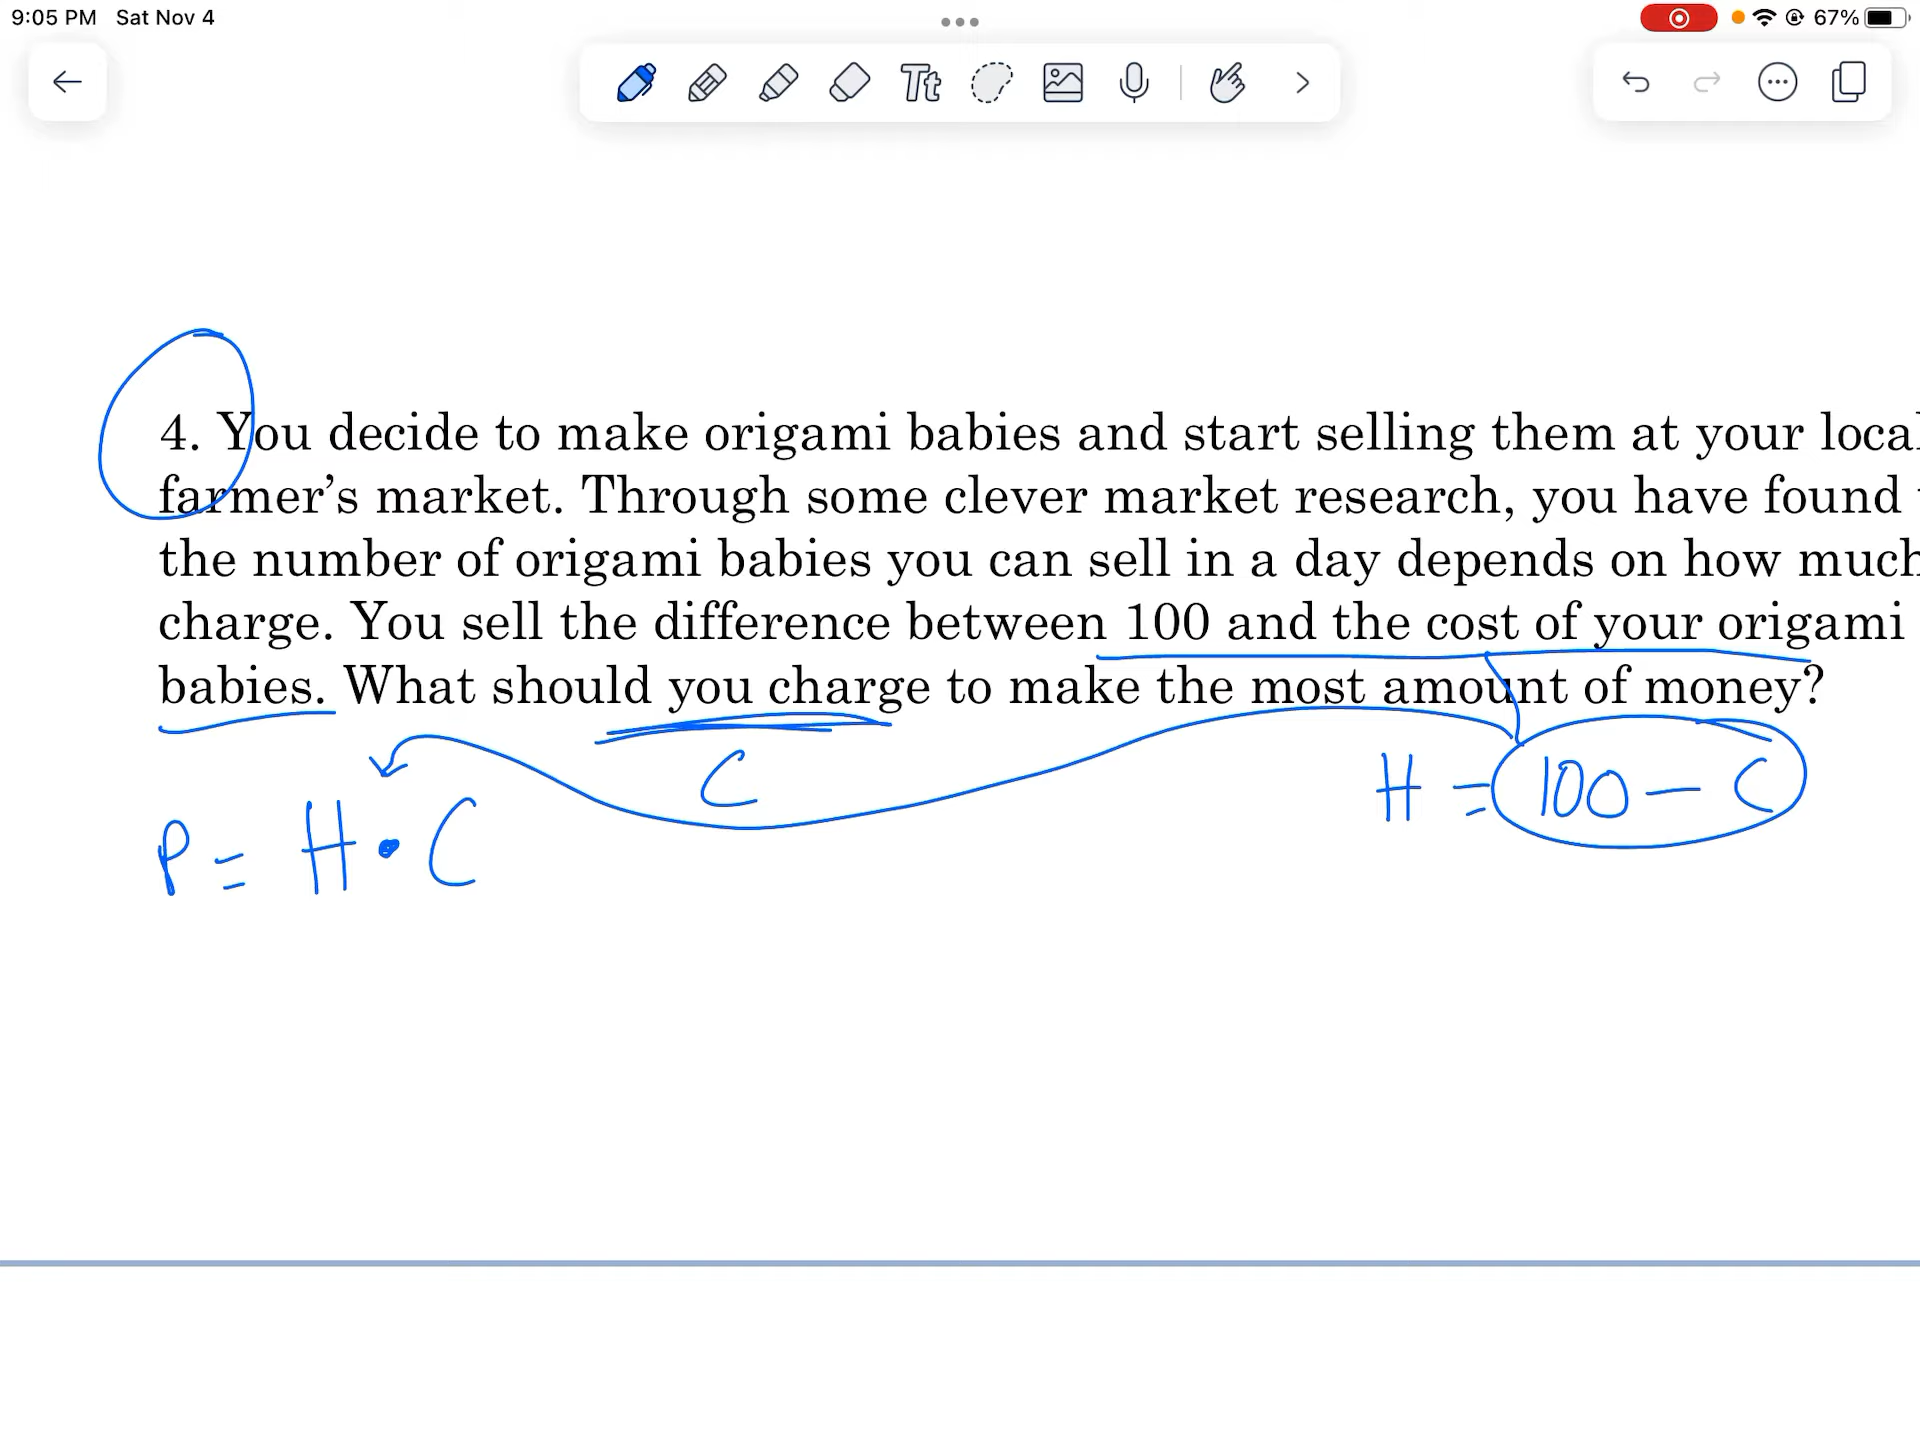 9:05 PM Sat Nov 4
67%
Tt
4. You decide to make origami babies and start selling them at your local
farmer's market. Through some clever market research, you have found
the number of origami babies you can sell in a day depends on how much
charge. You sell the difference between 100 and the cost of your origami
babies. What should you charge to make the most amount of money?
C
H = 100 - C
P = H • C